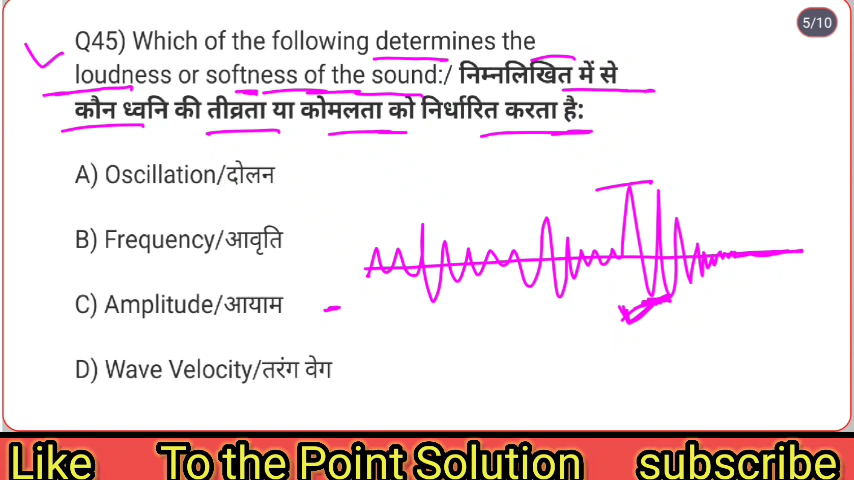 5/10
Q45) Which of the following determines the
loudness or softness of the sound:/ निम्नलिखित में से
कौन ध्वनि की तीव्रता या कोमलता को निर्धारित करता है:
A) Oscillation/दोलन
B) Frequency/आवृति
C) Amplitude/आयाम
D) Wave Velocity/तरंग वेग
Like To the Point Solution subscribe